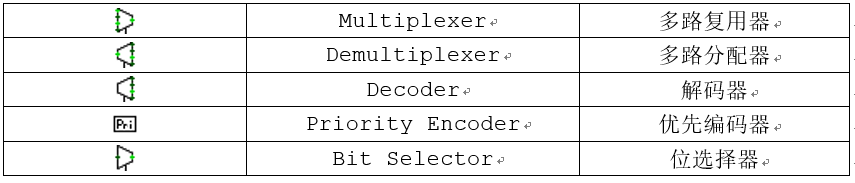 Multiplexer 多路复用器
Demultiplexer 多路分配器
Decoder 解码器
Pri Priority Encoder 优先编码器
Bit Selector 位选择器